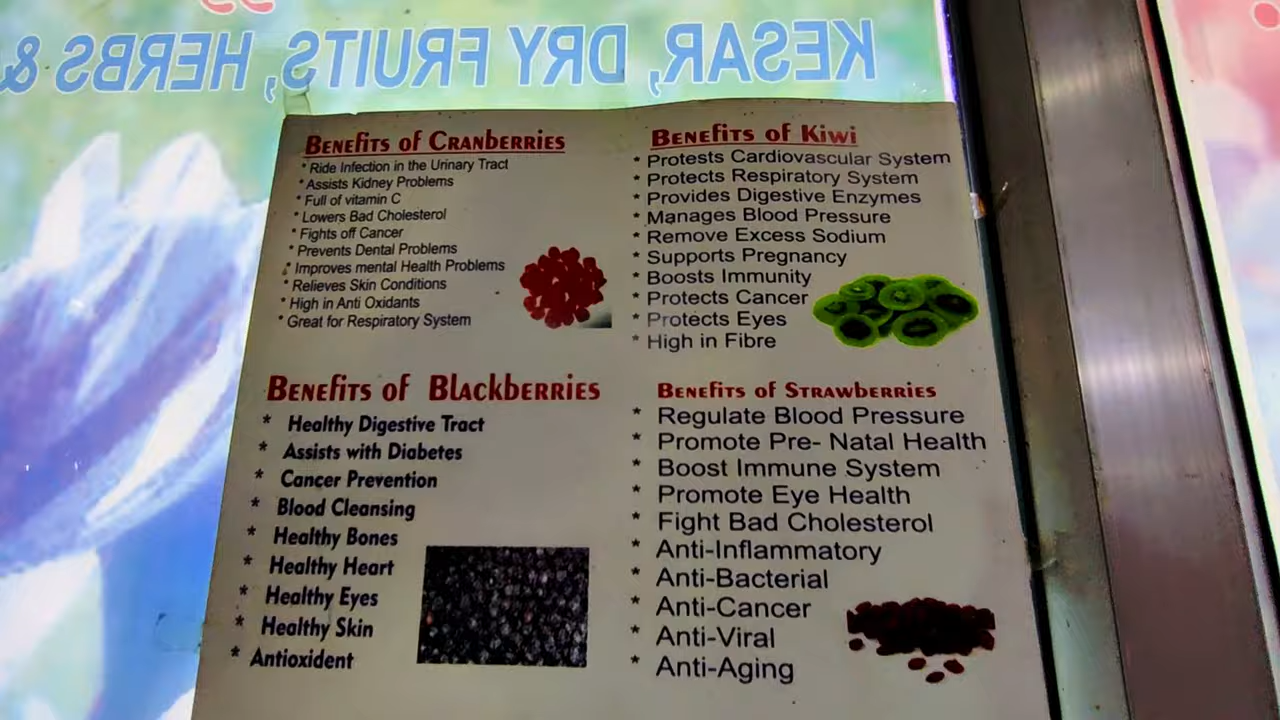 KESAR, DRY FRUITS, HERBS &
Benefits of Cranberries
* Ride Infection in the Urinary Tract
* Assists Kidney Problems
* Full of vitamin C
* Lowers Bad Cholesterol
* Fights off Cancer
* Prevents Dental Problems
* Improves mental Health Problems
* Relieves Skin Conditions
* High in Anti Oxidants
* Great for Respiratory System
Benefits of Kiwi
* Protests Cardiovascular System
* Protects Respiratory System
* Provides Digestive Enzymes
* Manages Blood Pressure
* Remove Excess Sodium
* Supports Pregnancy
* Boosts Immunity
* Protects Cancer
* Protects Eyes
* High in Fibre
Benefits of Blackberries
* Healthy Digestive Tract
* Assists with Diabetes
* Cancer Prevention
* Blood Cleansing
* Healthy Bones
* Healthy Heart
* Healthy Eyes
* Healthy Skin
* Antioxident
Benefits of Strawberries
* Regulate Blood Pressure
* Promote Pre- Natal Health
* Boost Immune System
* Promote Eye Health
* Fight Bad Cholesterol
* Anti-Inflammatory
* Anti-Bacterial
* Anti-Cancer
* Anti-Viral
* Anti-Aging